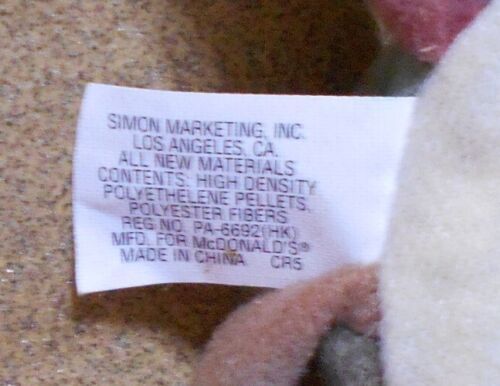 SIMON MARKETING, INC.
LOS ANGELES, CA.
ALL NEW MATERIALS
CONTENTS: HIGH DENSITY
POLYETHELENE PELLETS,
POLYESTER FIBERS
REG NO. PA-6692(HK)
MFD. FOR McDONALD'S®
MADE IN CHINA CR5